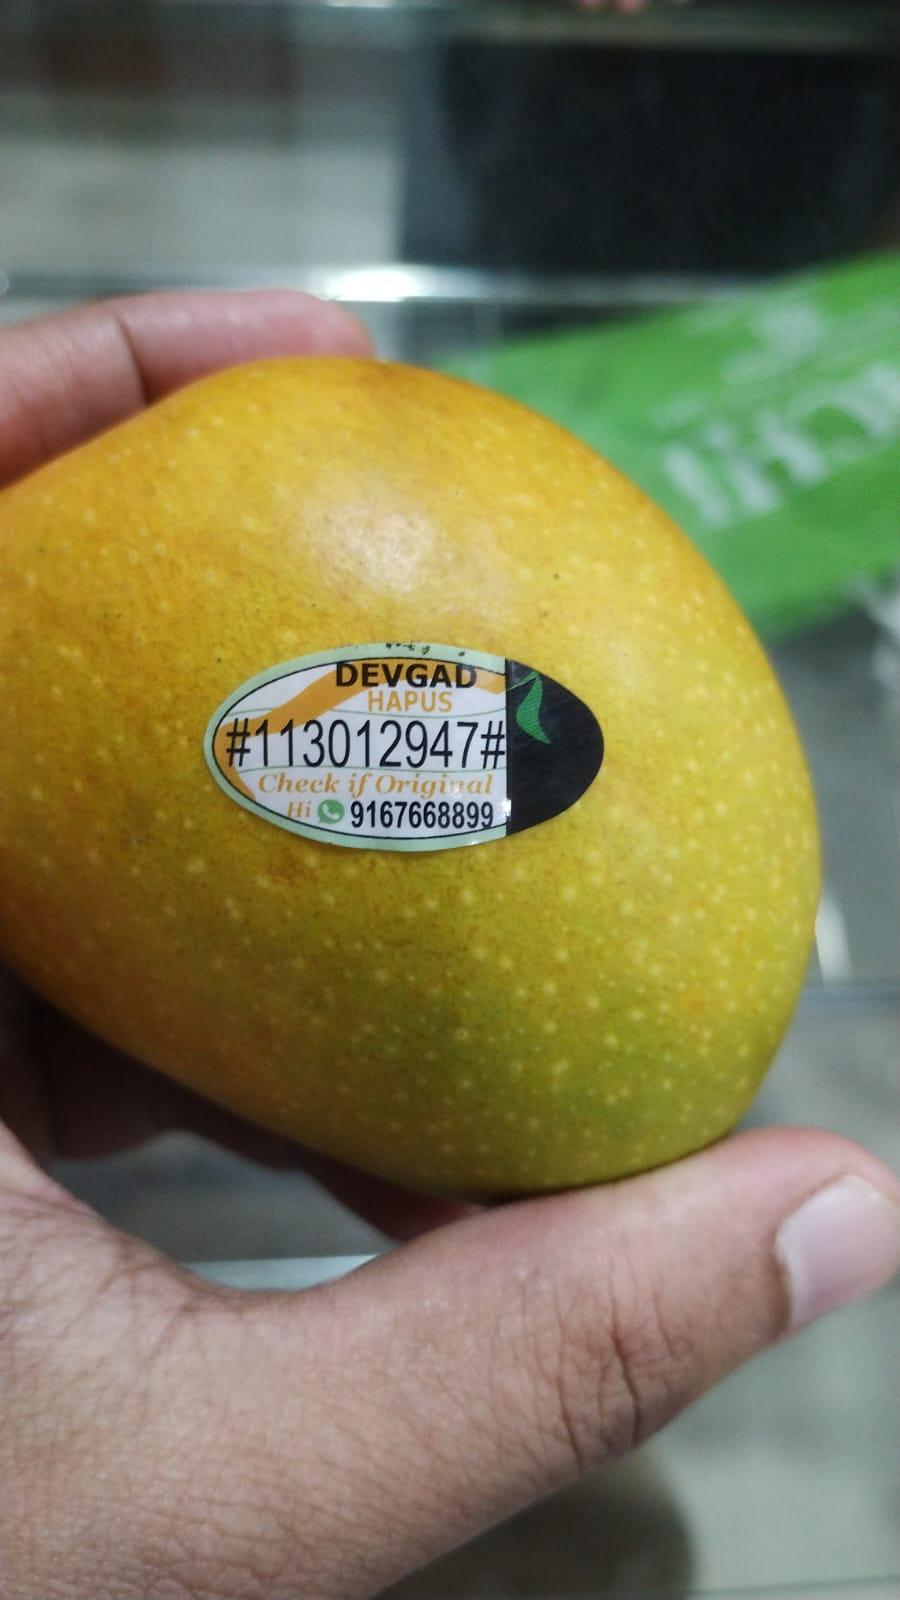 DEVGAD
HAPUS
#113012947#
Check if Original
Hi 9167668899